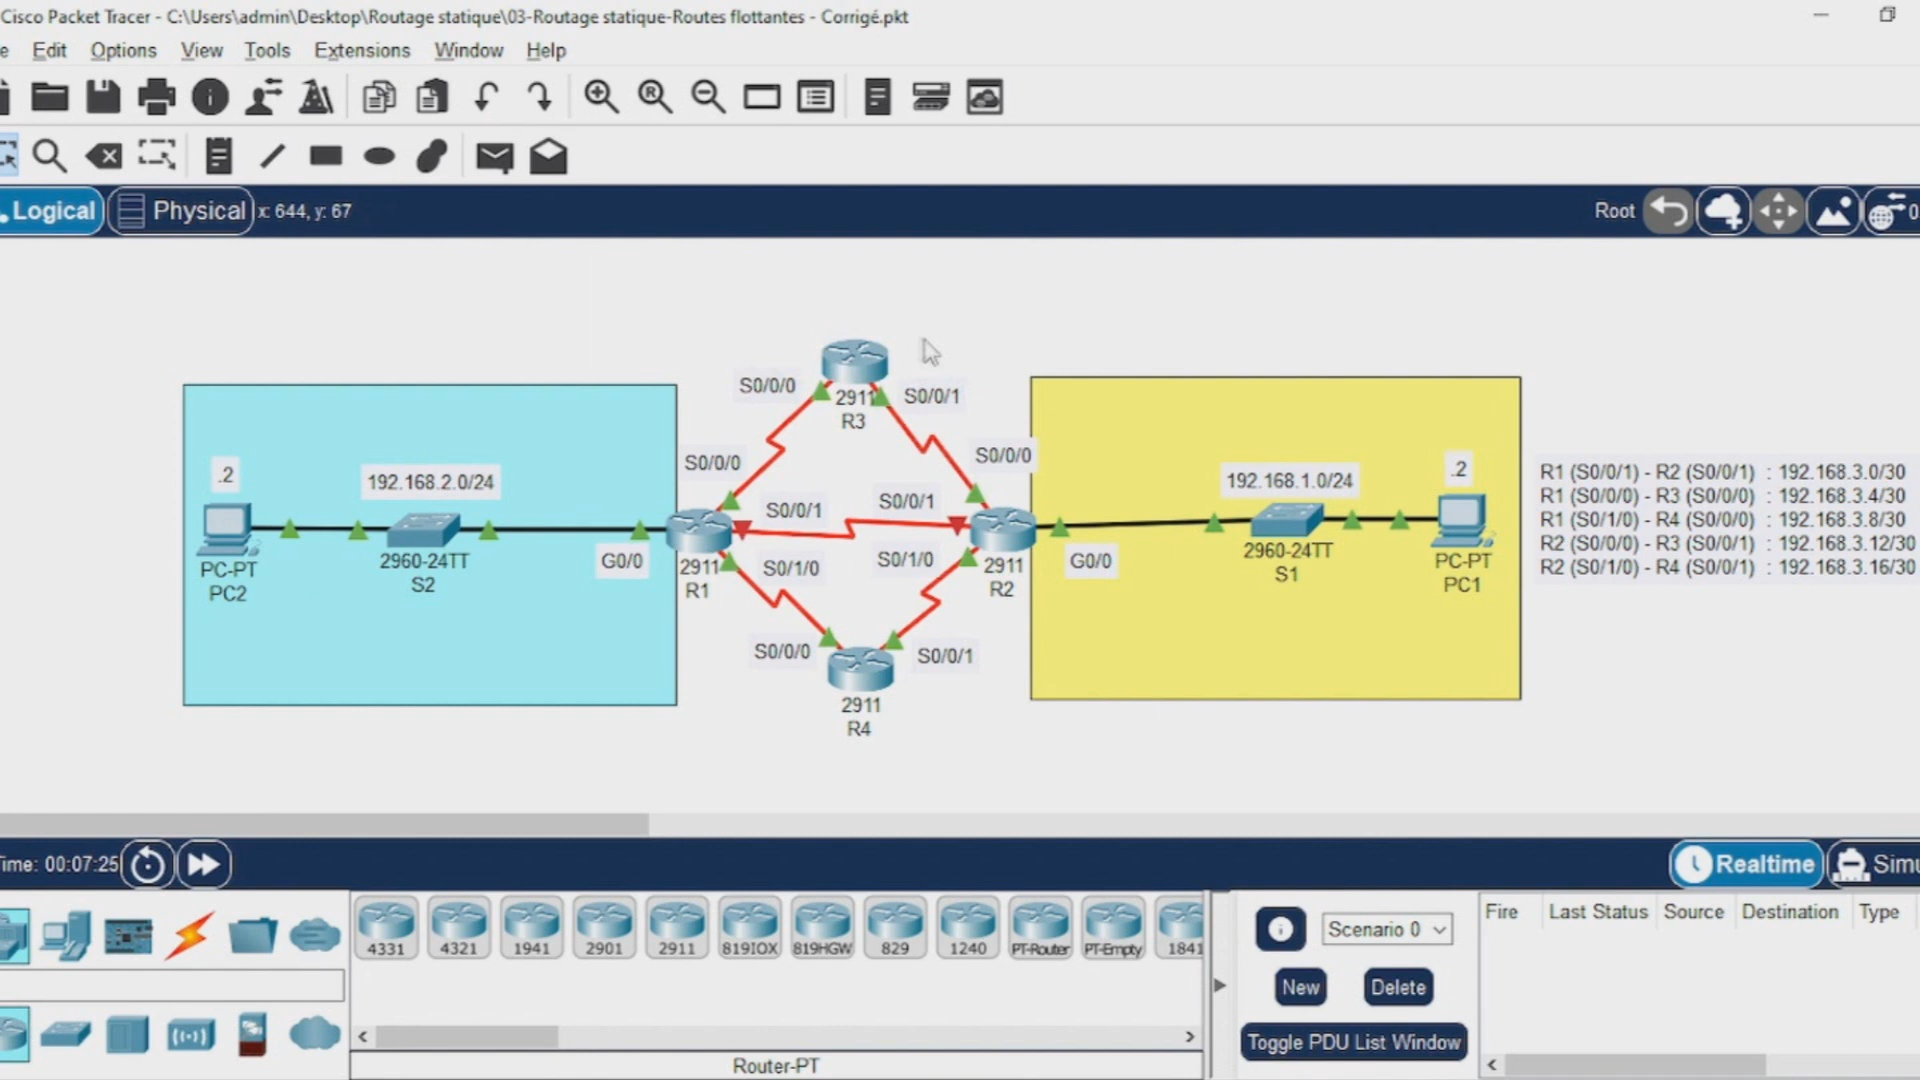 Cisco Packet Tracer - C:\Users\admin\Desktop\Routage statique\03-Routage statique-Routes flottantes - Corrigé.pkt
Edit Options View Tools Extensions Window Help
Logical Physical x: 644, y: 67 Root
S0/0/0
S0/0/1
2911
R3
S0/0/0
S0/0/0
.2
192.168.2.0/24
S0/0/1
S0/0/1
192.168.1.0/24
.2
R1 (S0/0/1) - R2 (S0/0/1) : 192.168.3.0/30
R1 (S0/0/0) - R3 (S0/0/0) : 192.168.3.4/30
R1 (S0/1/0) - R4 (S0/0/0) : 192.168.3.8/30
R2 (S0/0/0) - R3 (S0/0/1) : 192.168.3.12/30
R2 (S0/1/0) - R4 (S0/0/1) : 192.168.3.16/30
PC-PT
PC2
2960-24TT
S2
G0/0
2911
R1
S0/1/0
S0/1/0
2911
R2
G0/0
2960-24TT
S1
PC-PT
PC1
S0/0/0
S0/0/1
2911
R4
Time: 00:07:25
Realtime
4331 4321 1941 2901 2911 819IOX 819HGW 829 1240 PT-Router PT-Empty 1841
Router-PT
Scenario 0
New Delete
Toggle PDU List Window
Fire Last Status Source Destination Type